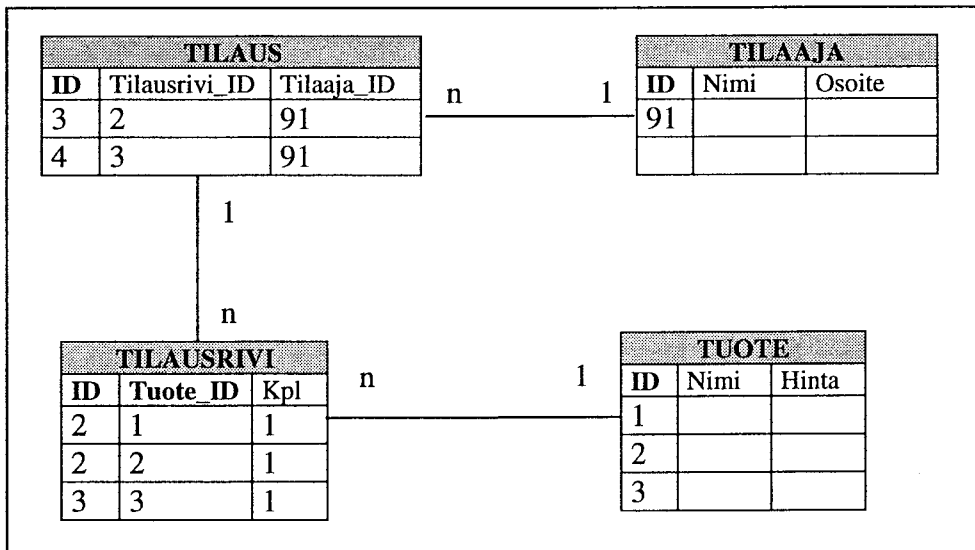 TILAUS
ID Tilausrivi_ID Tilaaja_ID
3 2 91
4 3 91
n 1
TILAAJA
ID Nimi Osoite
91
1
n
TILAUSRIVI
ID Tuote_ID Kpl
2 1 1
2 2 1
3 3 1
n 1
TUOTE
ID Nimi Hinta
1
2
3